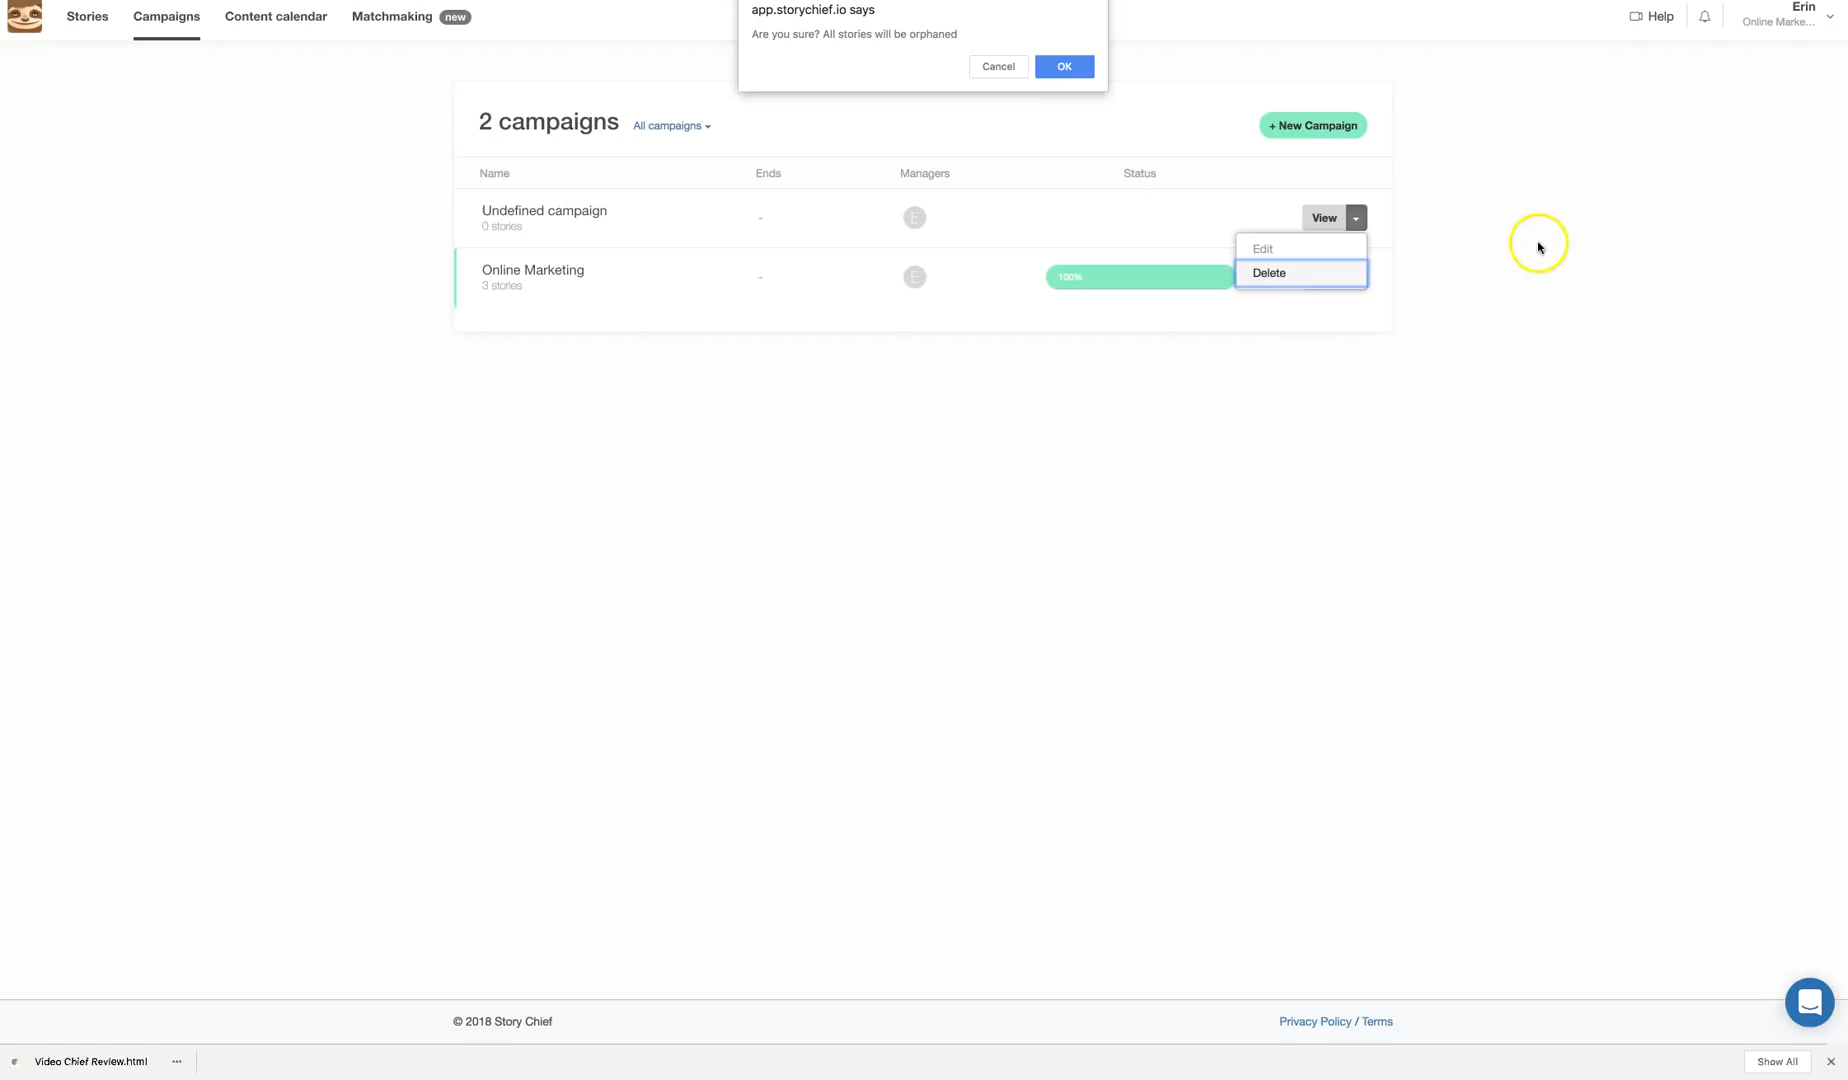 Stories
Campaigns
Content calendar
Matchmaking new
app.storychief.io says
Are you sure? All stories will be orphaned
Cancel
OK
Help
Erin
Online Marke...
2 campaigns
All campaigns
+ New Campaign
Name
Ends
Managers
Status
Undefined campaign
0 stories
-
E
View
Edit
Delete
Online Marketing
3 stories
-
E
100%
© 2018 Story Chief
Privacy Policy / Terms
Video Chief Review.html
Show All